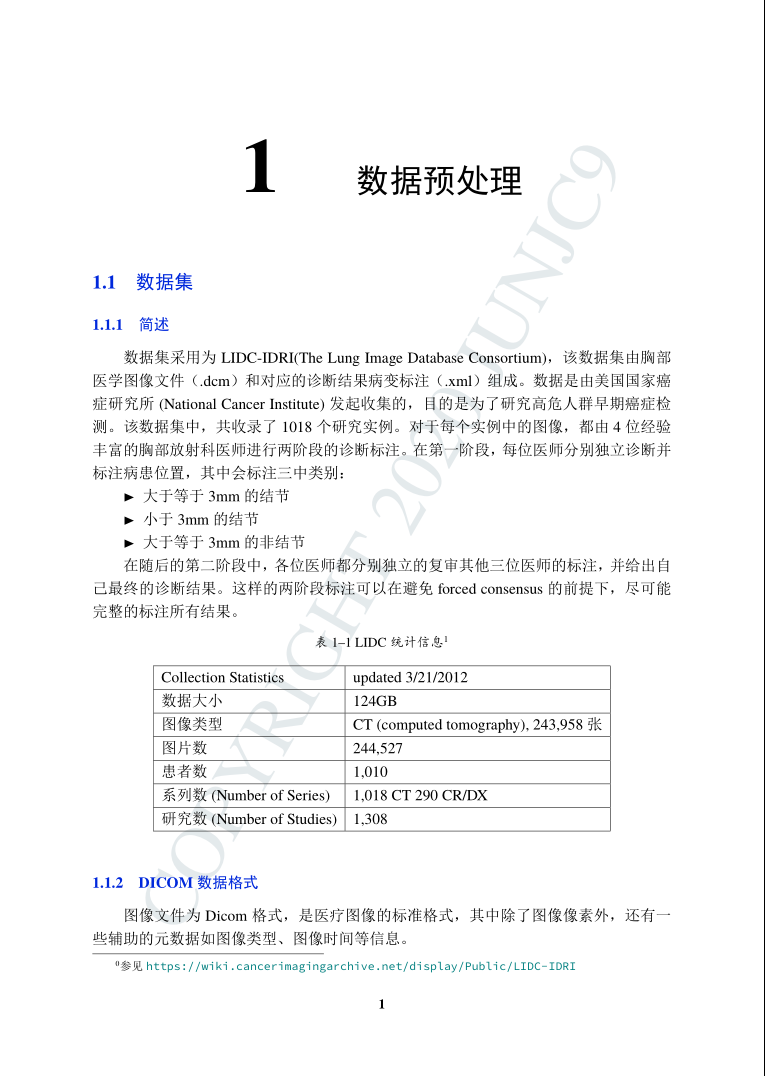 1 数据预处理
1.1 数据集
1.1.1 简述
数据集采用为 LIDC-IDRI(The Lung Image Database Consortium)，该数据集由胸部
医学图像文件（.dcm）和对应的诊断结果病变标注（.xml）组成。数据是由美国国家癌
症研究所 (National Cancer Institute) 发起收集的，目的是为了研究高危人群早期癌症检
测。该数据集中，共收录了 1018 个研究实例。对于每个实例中的图像，都由 4 位经验
丰富的胸部放射科医师进行两阶段的诊断标注。在第一阶段，每位医师分别独立诊断并
标注病患位置，其中会标注三中类别：
▶ 大于等于 3mm 的结节
▶ 小于 3mm 的结节
▶ 大于等于 3mm 的非结节
在随后的第二阶段中，各位医师都分别独立的复审其他三位医师的标注，并给出自
己最终的诊断结果。这样的两阶段标注可以在避免 forced consensus 的前提下，尽可能
完整的标注所有结果。
表 1–1 LIDC 统计信息¹
Collection Statistics updated 3/21/2012
数据大小 124GB
图像类型 CT (computed tomography), 243,958 张
图片数 244,527
患者数 1,010
系列数 (Number of Series) 1,018 CT 290 CR/DX
研究数 (Number of Studies) 1,308
1.1.2 DICOM 数据格式
图像文件为 Dicom 格式，是医疗图像的标准格式，其中除了图像像素外，还有一
些辅助的元数据如图像类型、图像时间等信息。
⁰参见 https://wiki.cancerimagingarchive.net/display/Public/LIDC-IDRI
1
COPYRIGHT 2020 JUNJC9